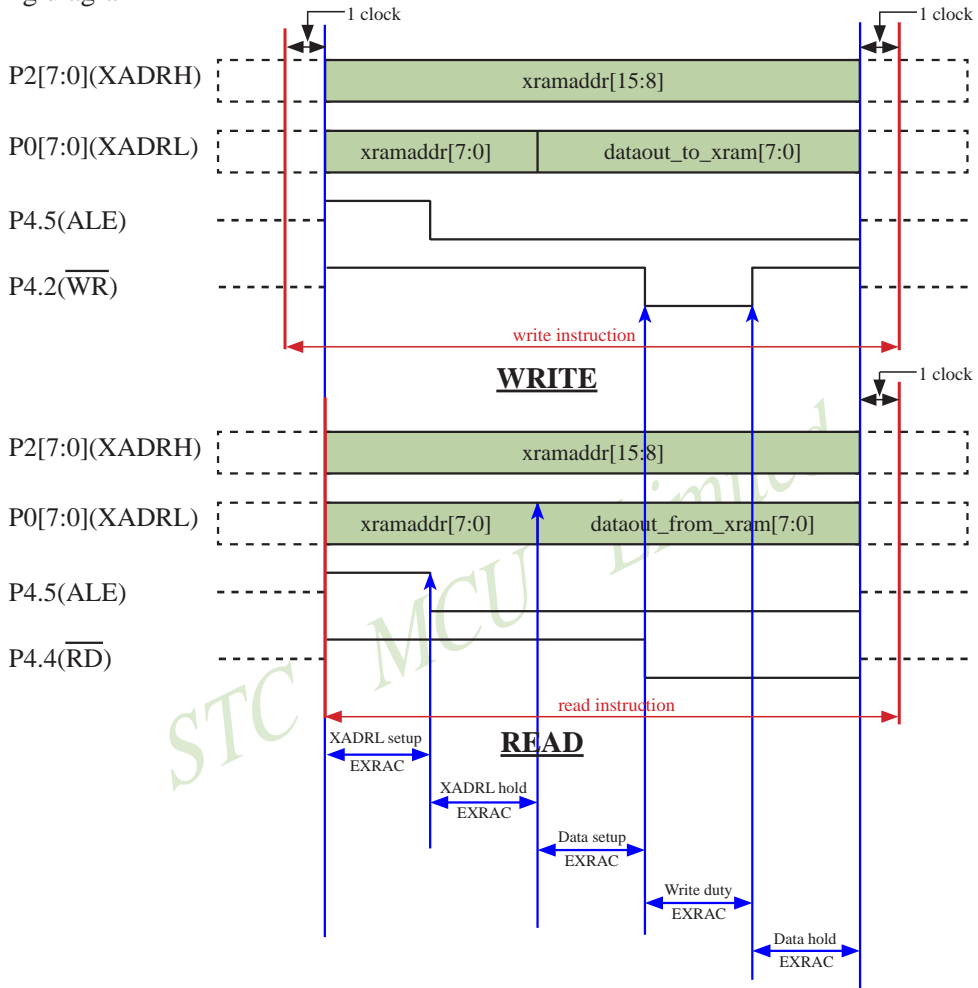 1 clock
1 clock
P2[7:0](XADRH)
xramaddr[15:8]
P0[7:0](XADRL)
xramaddr[7:0]
dataout_to_xram[7:0]
P4.5(ALE)
P4.2(WR)
write instruction
WRITE
1 clock
P2[7:0](XADRH)
xramaddr[15:8]
P0[7:0](XADRL)
xramaddr[7:0]
dataout_from_xram[7:0]
P4.5(ALE)
P4.4(RD)
read instruction
READ
XADRL setup
EXRAC
XADRL hold
EXRAC
Data setup
EXRAC
Write duty
EXRAC
Data hold
EXRAC
STC MCU Limited